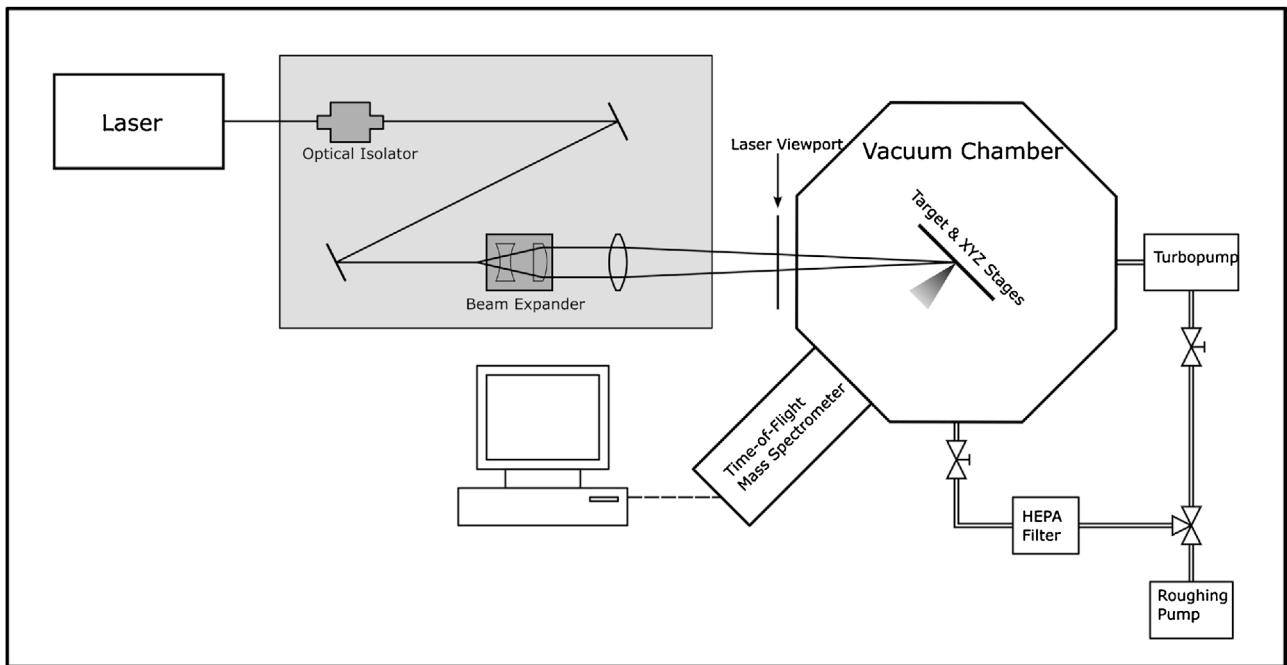 Laser
Optical Isolator
Beam Expander
Laser Viewport
Vacuum Chamber
Target & XYZ Stages
Turbopump
Time-of-Flight
Mass Spectrometer
HEPA
Filter
Roughing
Pump